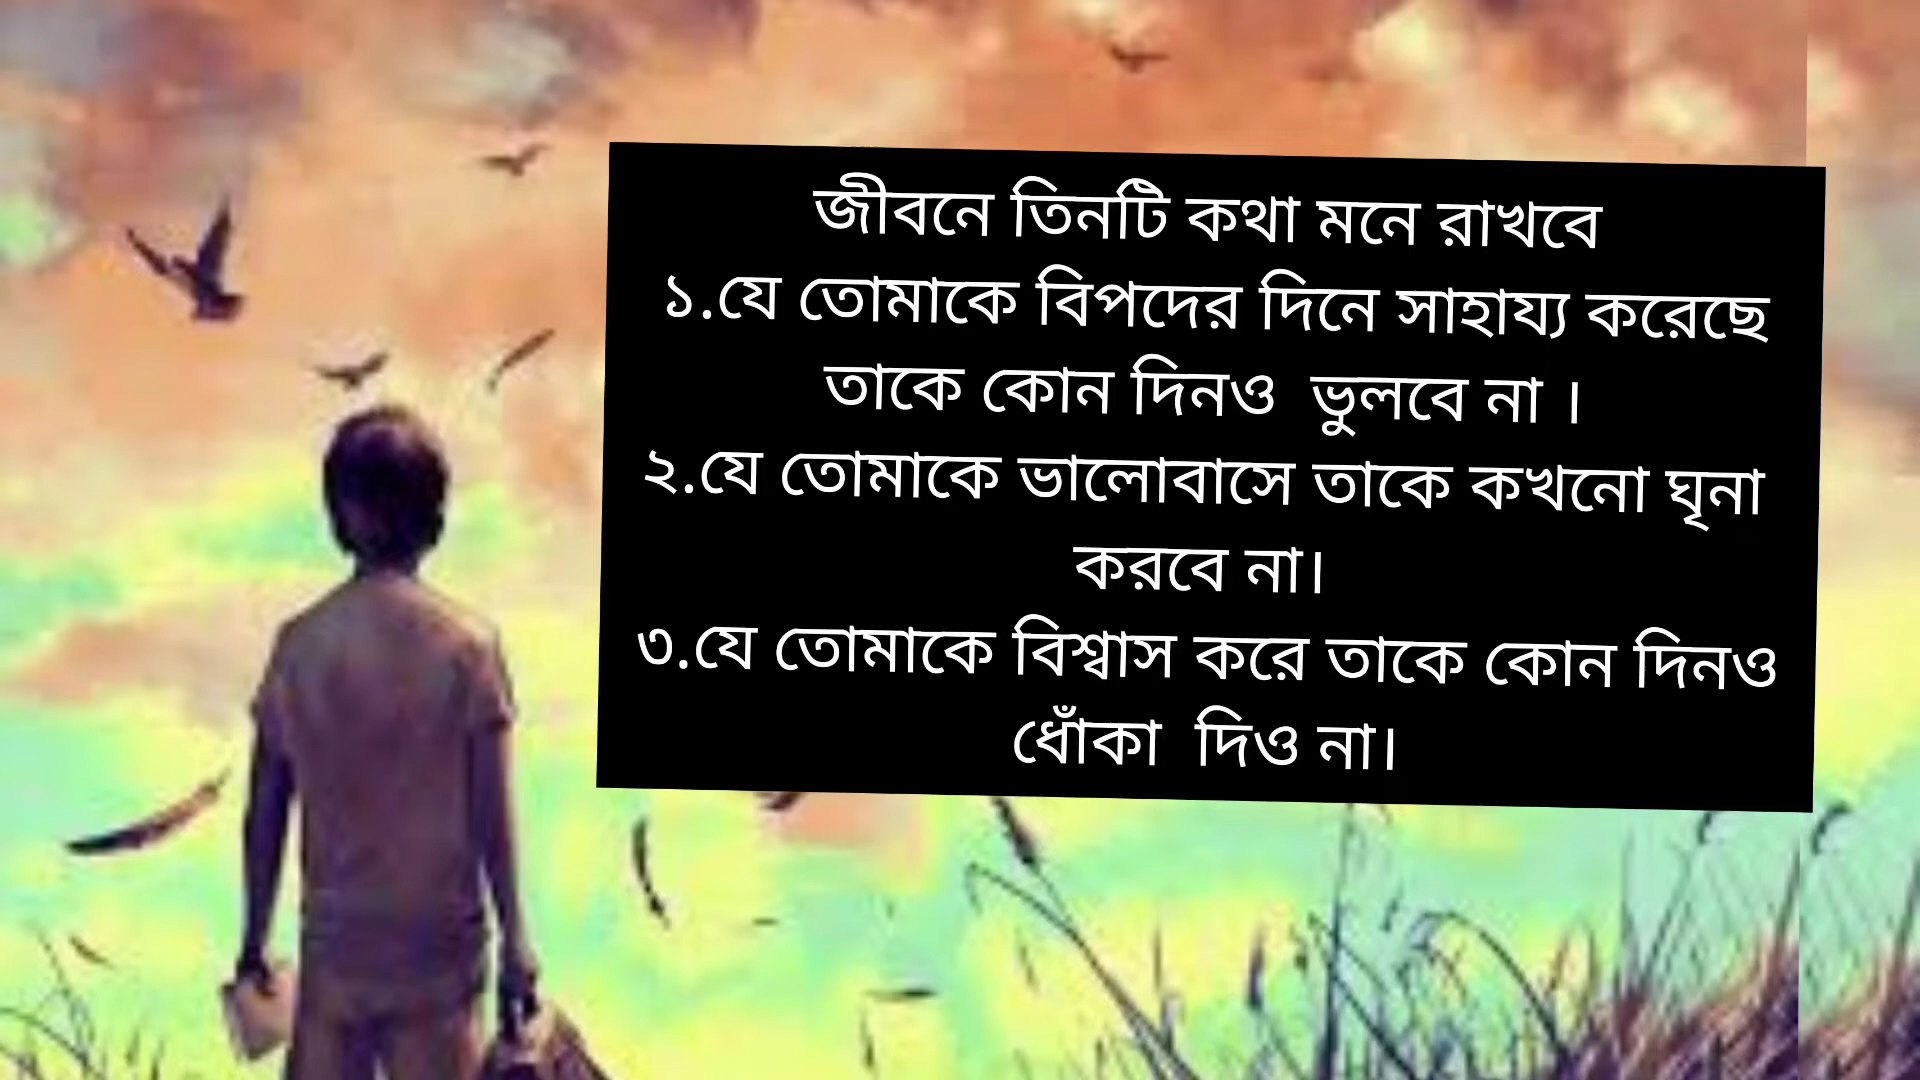 জীবনে তিনটি কথা মনে রাখবে
১.যে তোমাকে বিপদের দিনে সাহায্য করেছে
তাকে কোন দিনও ভুলবে না ।
২.যে তোমাকে ভালোবাসে তাকে কখনো ঘৃনা
করবে না।
৩.যে তোমাকে বিশ্বাস করে তাকে কোন দিনও
ধোঁকা দিও না।